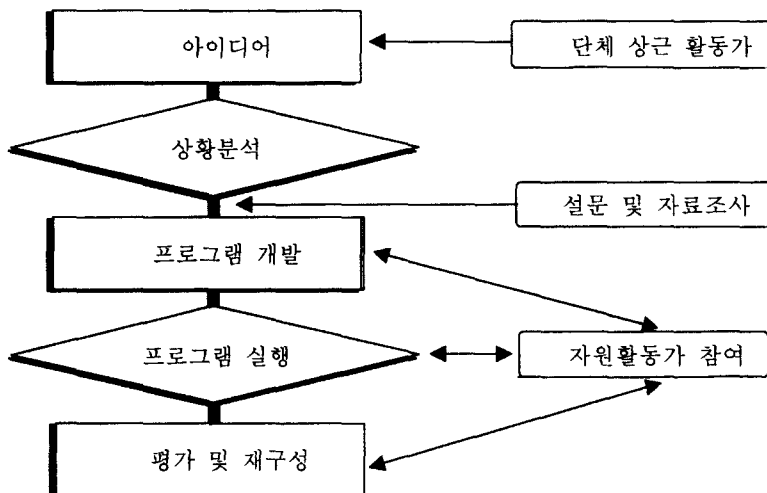 아이디어
단체 상근 활동가
상황분석
설문 및 자료조사
프로그램 개발
프로그램 실행
자원활동가 참여
평가 및 재구성